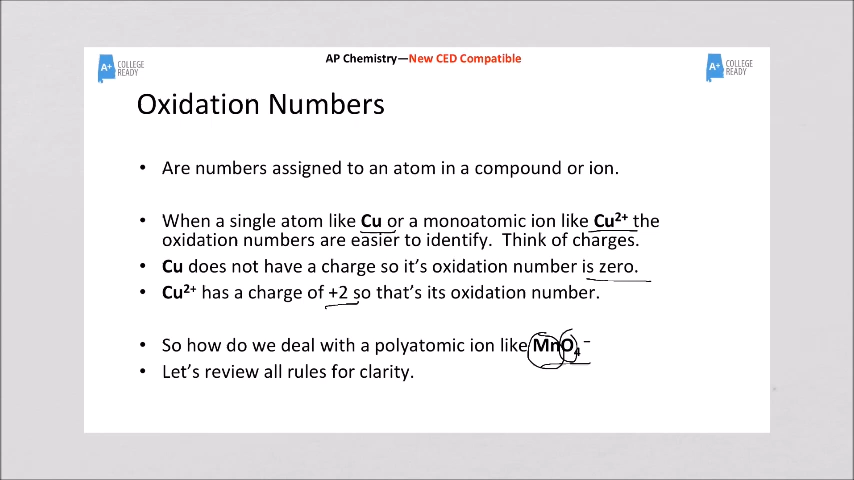 A+ COLLEGE READY
AP Chemistry—New CED Compatible
A+ COLLEGE READY
Oxidation Numbers
• Are numbers assigned to an atom in a compound or ion.
• When a single atom like Cu or a monoatomic ion like Cu²⁺ the
oxidation numbers are easier to identify. Think of charges.
• Cu does not have a charge so it's oxidation number is zero.
• Cu²⁺ has a charge of +2 so that's its oxidation number.
• So how do we deal with a polyatomic ion like MnO₄⁻
• Let's review all rules for clarity.